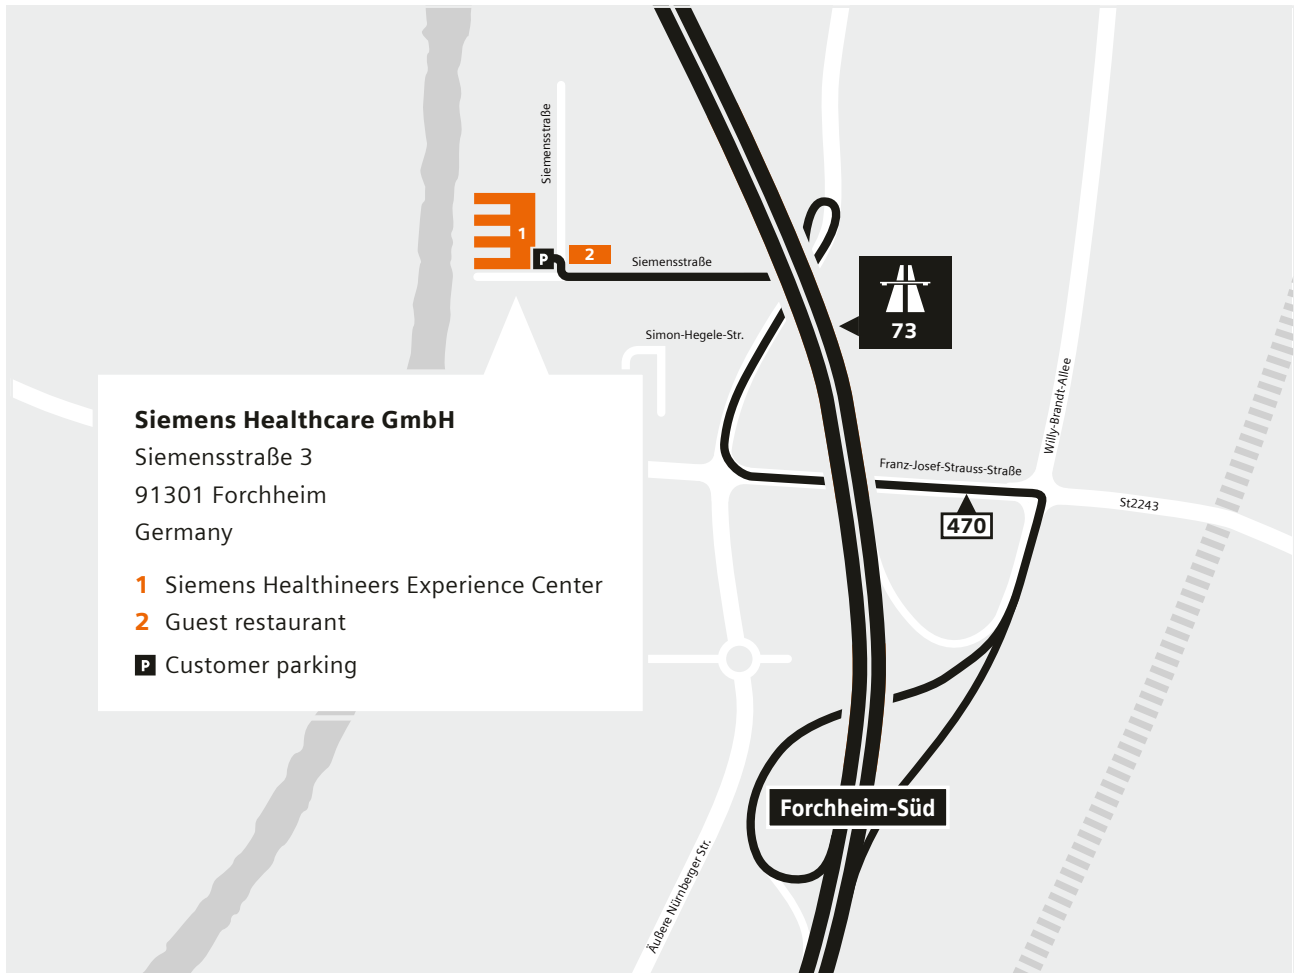 Siemensstraße
1
P
2
Siemensstraße
73
Simon-Hegele-Str.
Siemens Healthcare GmbH
Siemensstraße 3
91301 Forchheim
Germany
1 Siemens Healthineers Experience Center
2 Guest restaurant
P Customer parking
Willy-Brandt-Allee
Franz-Josef-Strauss-Straße
St2243
470
Forchheim-Süd
Äußere Nürnberger Str.